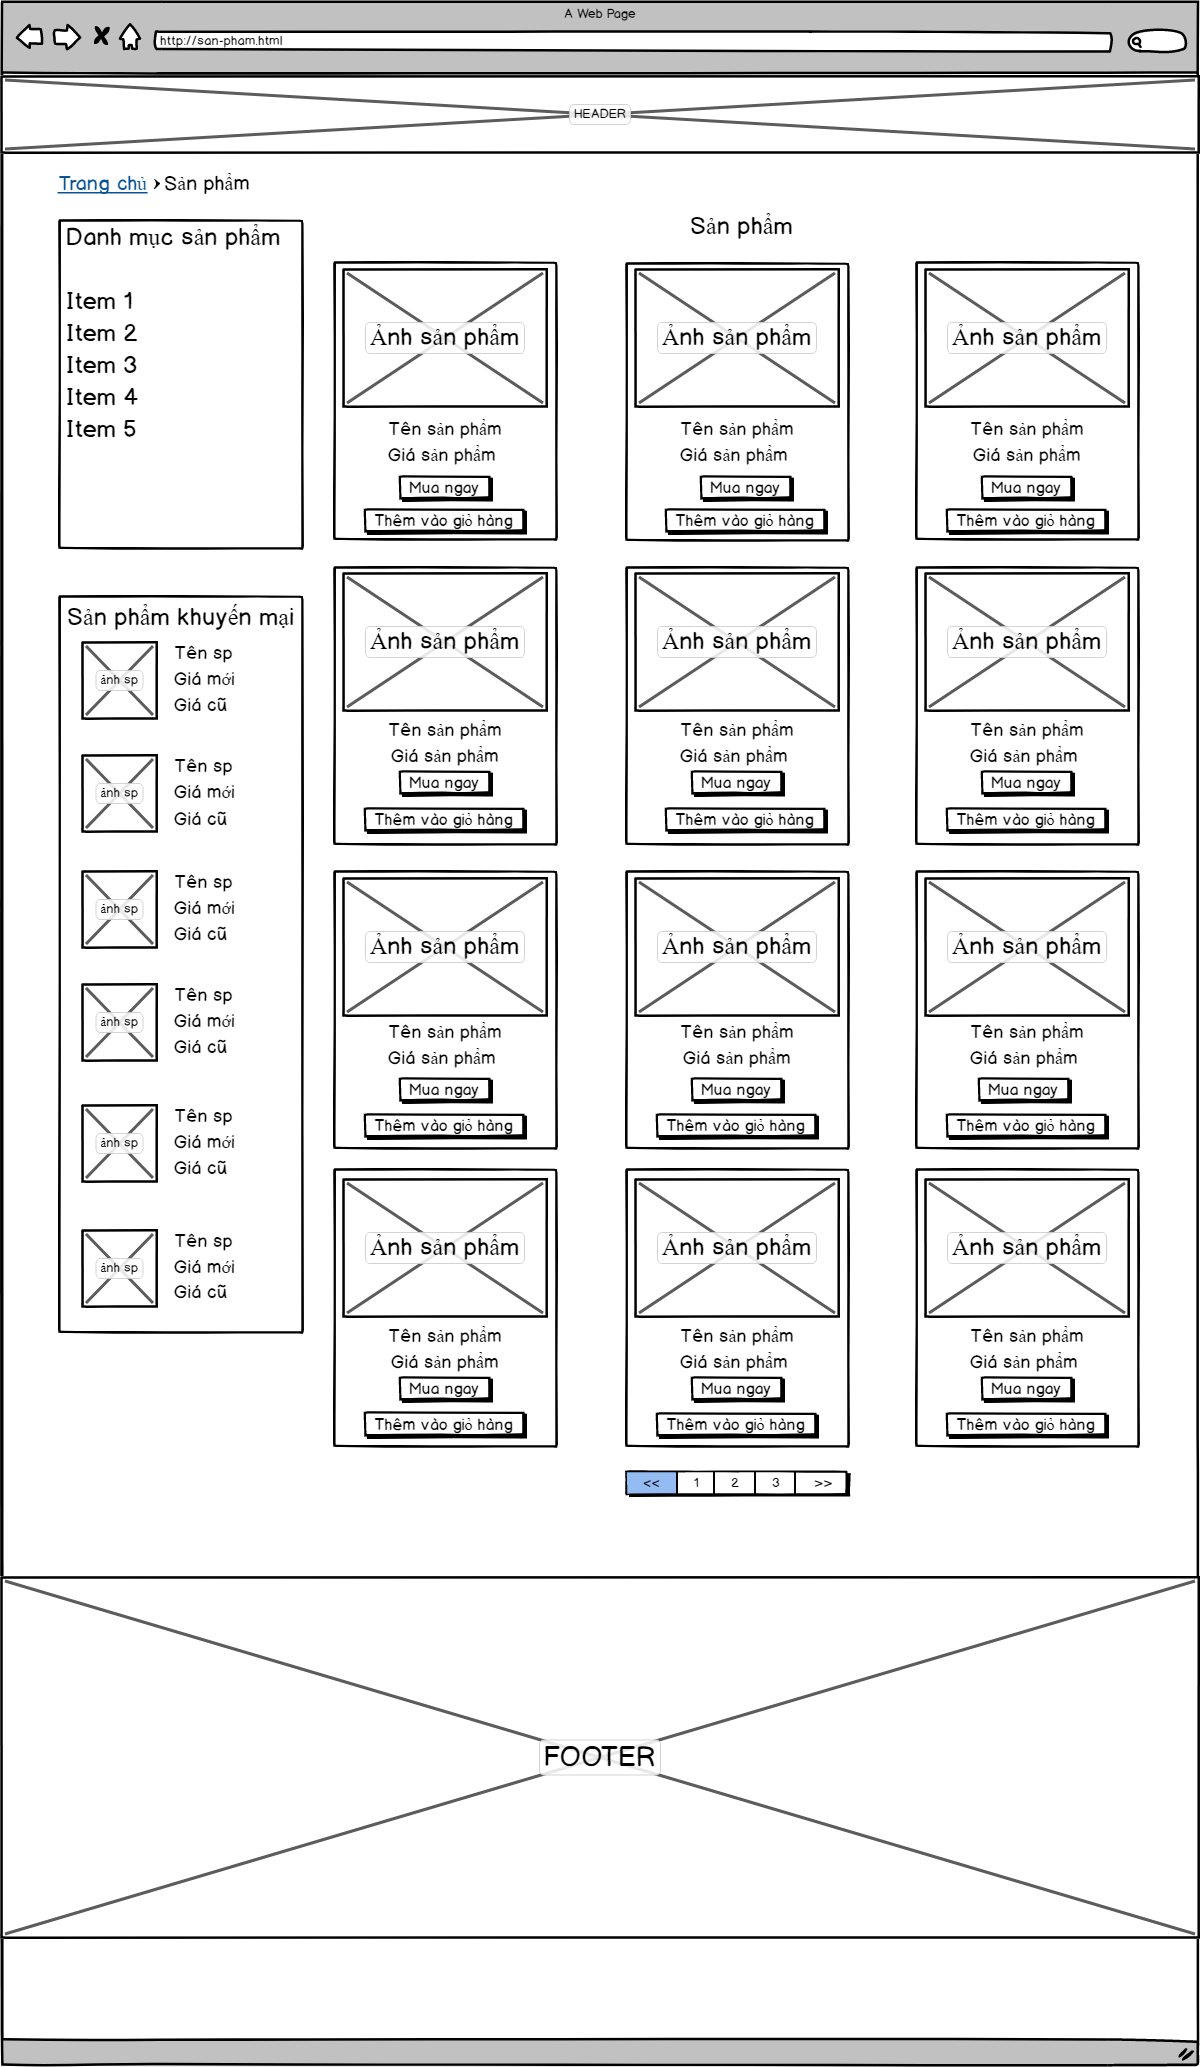 A Web Page
http://san-pham.html
HEADER
Trang chủ › Sản phẩm
Danh mục sản phẩm
Item 1
Item 2
Item 3
Item 4
Item 5
Sản phẩm khuyến mại
ảnh sp
Tên sp
Giá mới
Giá cũ
ảnh sp
Tên sp
Giá mới
Giá cũ
ảnh sp
Tên sp
Giá mới
Giá cũ
ảnh sp
Tên sp
Giá mới
Giá cũ
ảnh sp
Tên sp
Giá mới
Giá cũ
ảnh sp
Tên sp
Giá mới
Giá cũ
Sản phẩm
Ảnh sản phẩm
Tên sản phẩm
Giá sản phẩm
Mua ngay
Thêm vào giỏ hàng
Ảnh sản phẩm
Tên sản phẩm
Giá sản phẩm
Mua ngay
Thêm vào giỏ hàng
Ảnh sản phẩm
Tên sản phẩm
Giá sản phẩm
Mua ngay
Thêm vào giỏ hàng
Ảnh sản phẩm
Tên sản phẩm
Giá sản phẩm
Mua ngay
Thêm vào giỏ hàng
Ảnh sản phẩm
Tên sản phẩm
Giá sản phẩm
Mua ngay
Thêm vào giỏ hàng
Ảnh sản phẩm
Tên sản phẩm
Giá sản phẩm
Mua ngay
Thêm vào giỏ hàng
Ảnh sản phẩm
Tên sản phẩm
Giá sản phẩm
Mua ngay
Thêm vào giỏ hàng
Ảnh sản phẩm
Tên sản phẩm
Giá sản phẩm
Mua ngay
Thêm vào giỏ hàng
Ảnh sản phẩm
Tên sản phẩm
Giá sản phẩm
Mua ngay
Thêm vào giỏ hàng
Ảnh sản phẩm
Tên sản phẩm
Giá sản phẩm
Mua ngay
Thêm vào giỏ hàng
Ảnh sản phẩm
Tên sản phẩm
Giá sản phẩm
Mua ngay
Thêm vào giỏ hàng
Ảnh sản phẩm
Tên sản phẩm
Giá sản phẩm
Mua ngay
Thêm vào giỏ hàng
<< 1 2 3 >>
FOOTER